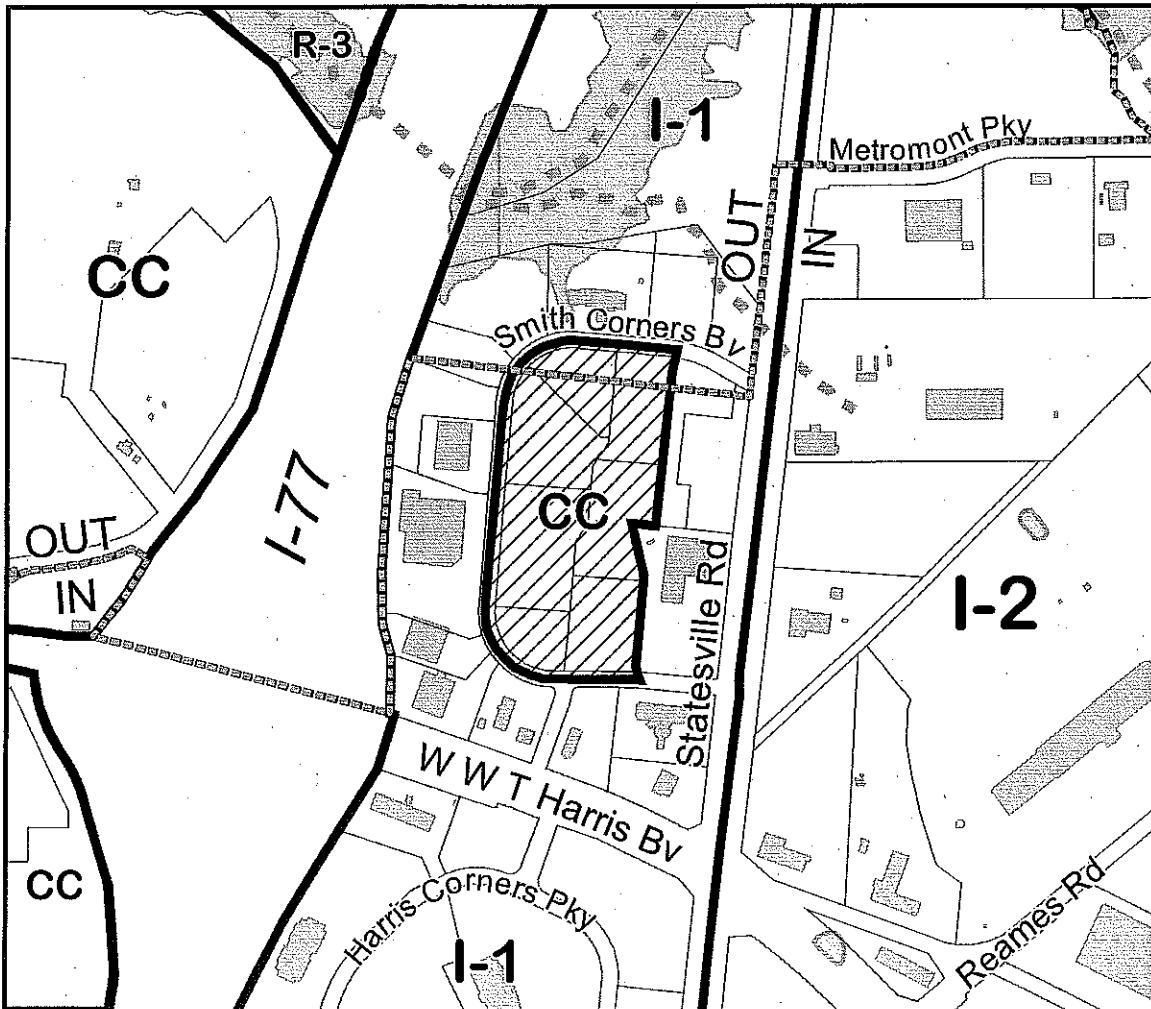 R-3
I-1
Metromont Pky
OUT
IN
CC
Smith Corners Bv
I-77
CC
OUT
IN
I-2
Statesville Rd
W W T Harris Bv
CC
Harris Corners Pky
I-1
Reames Rd